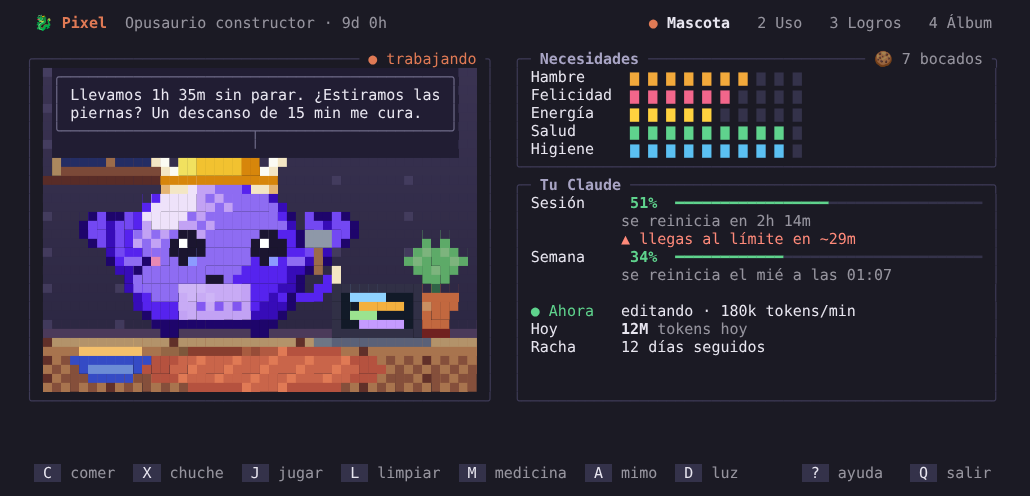 Pixel Opusaurio constructor · 9d 0h
● Mascota 2 Uso 3 Logros 4 Álbum
● trabajando
Llevamos 1h 35m sin parar. ¿Estiramos las
piernas? Un descanso de 15 min me cura.
Necesidades 7 bocados
Hambre
Felicidad
Energía
Salud
Higiene
Tu Claude
Sesión 51%
se reinicia en 2h 14m
▲ llegas al límite en ~29m
Semana 34%
se reinicia el mié a las 01:07
● Ahora editando · 180k tokens/min
Hoy 12M tokens hoy
Racha 12 días seguidos
C comer X chuche J jugar L limpiar M medicina A mimo D luz ? ayuda Q salir